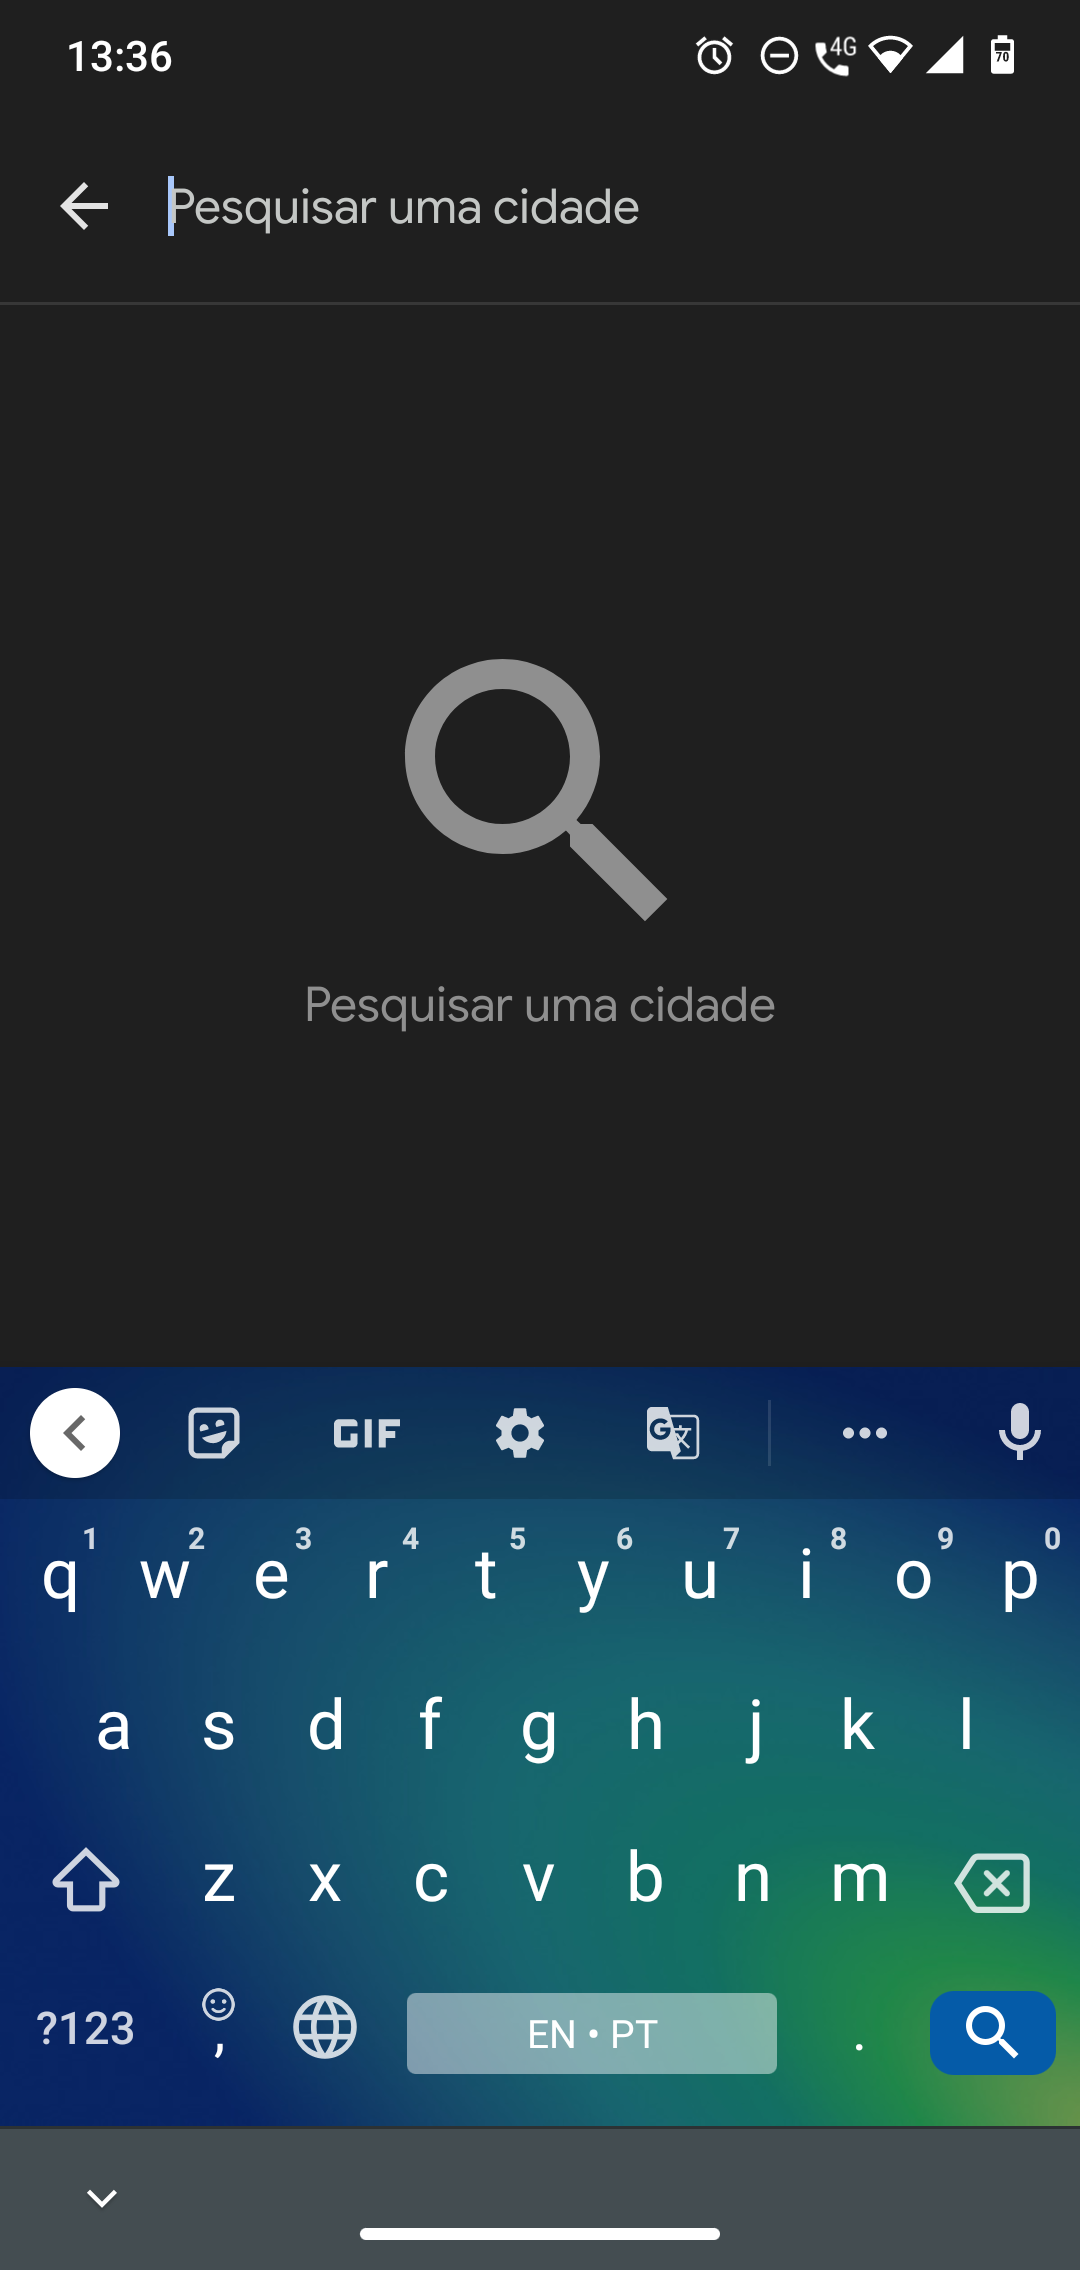 13:36
4G
70
Pesquisar uma cidade
Pesquisar uma cidade
GIF
G 文
1 2 3 4 5 6 7 8 9 0
q w e r t y u i o p
a s d f g h j k l
z x c v b n m
?123 , EN • PT .